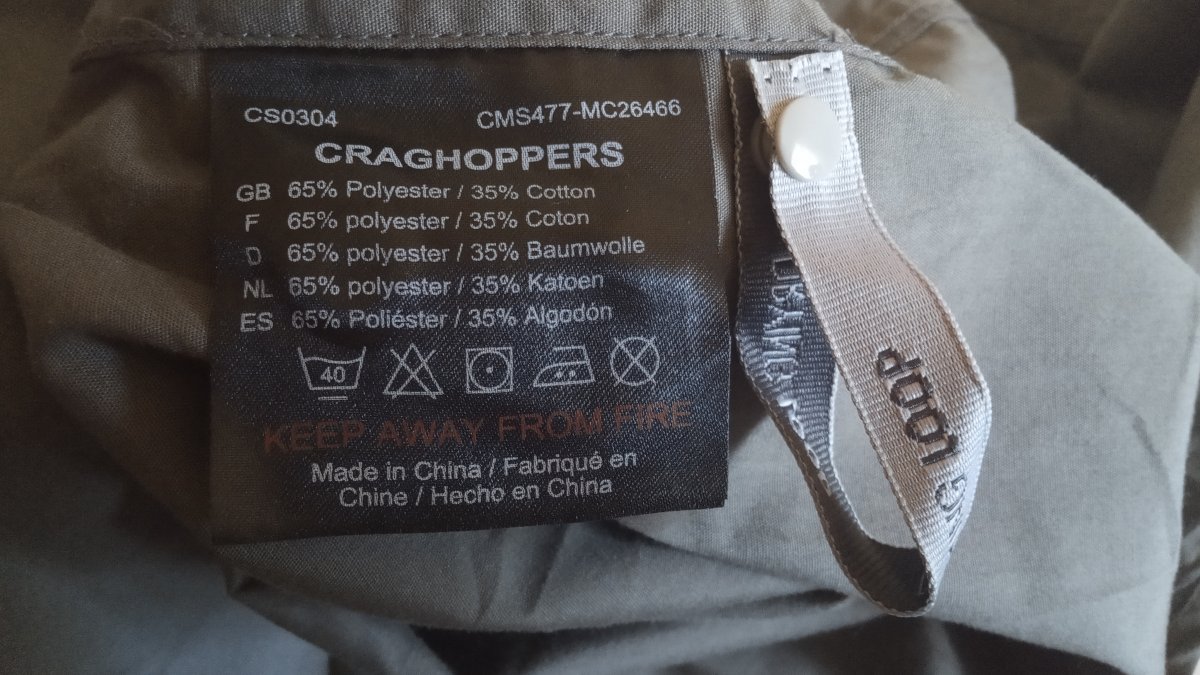 CS0304 CMS477-MC26466
CRAGHOPPERS
GB 65% Polyester / 35% Cotton
F 65% polyester / 35% Coton
D 65% polyester / 35% Baumwolle
NL 65% polyester / 35% Katoen
ES 65% Poliéster / 35% Algodón
40
KEEP AWAY FROM FIRE
Made in China / Fabriqué en
Chine / Hecho en China
LOOP